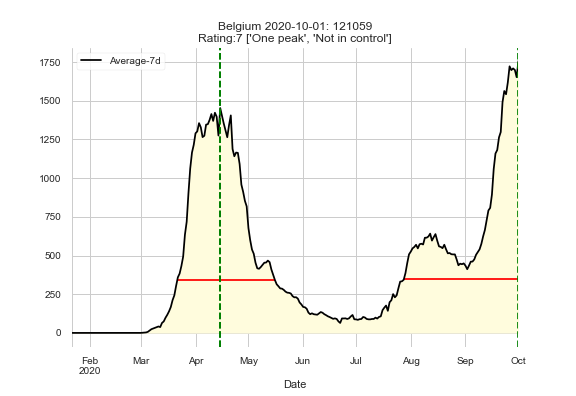 Belgium 2020-10-01: 121059
Rating:7 ['One peak', 'Not in control']
Average-7d
1750
1500
1250
1000
750
500
250
0
Feb
2020
Mar
Apr
May
Jun
Jul
Aug
Sep
Oct
Date